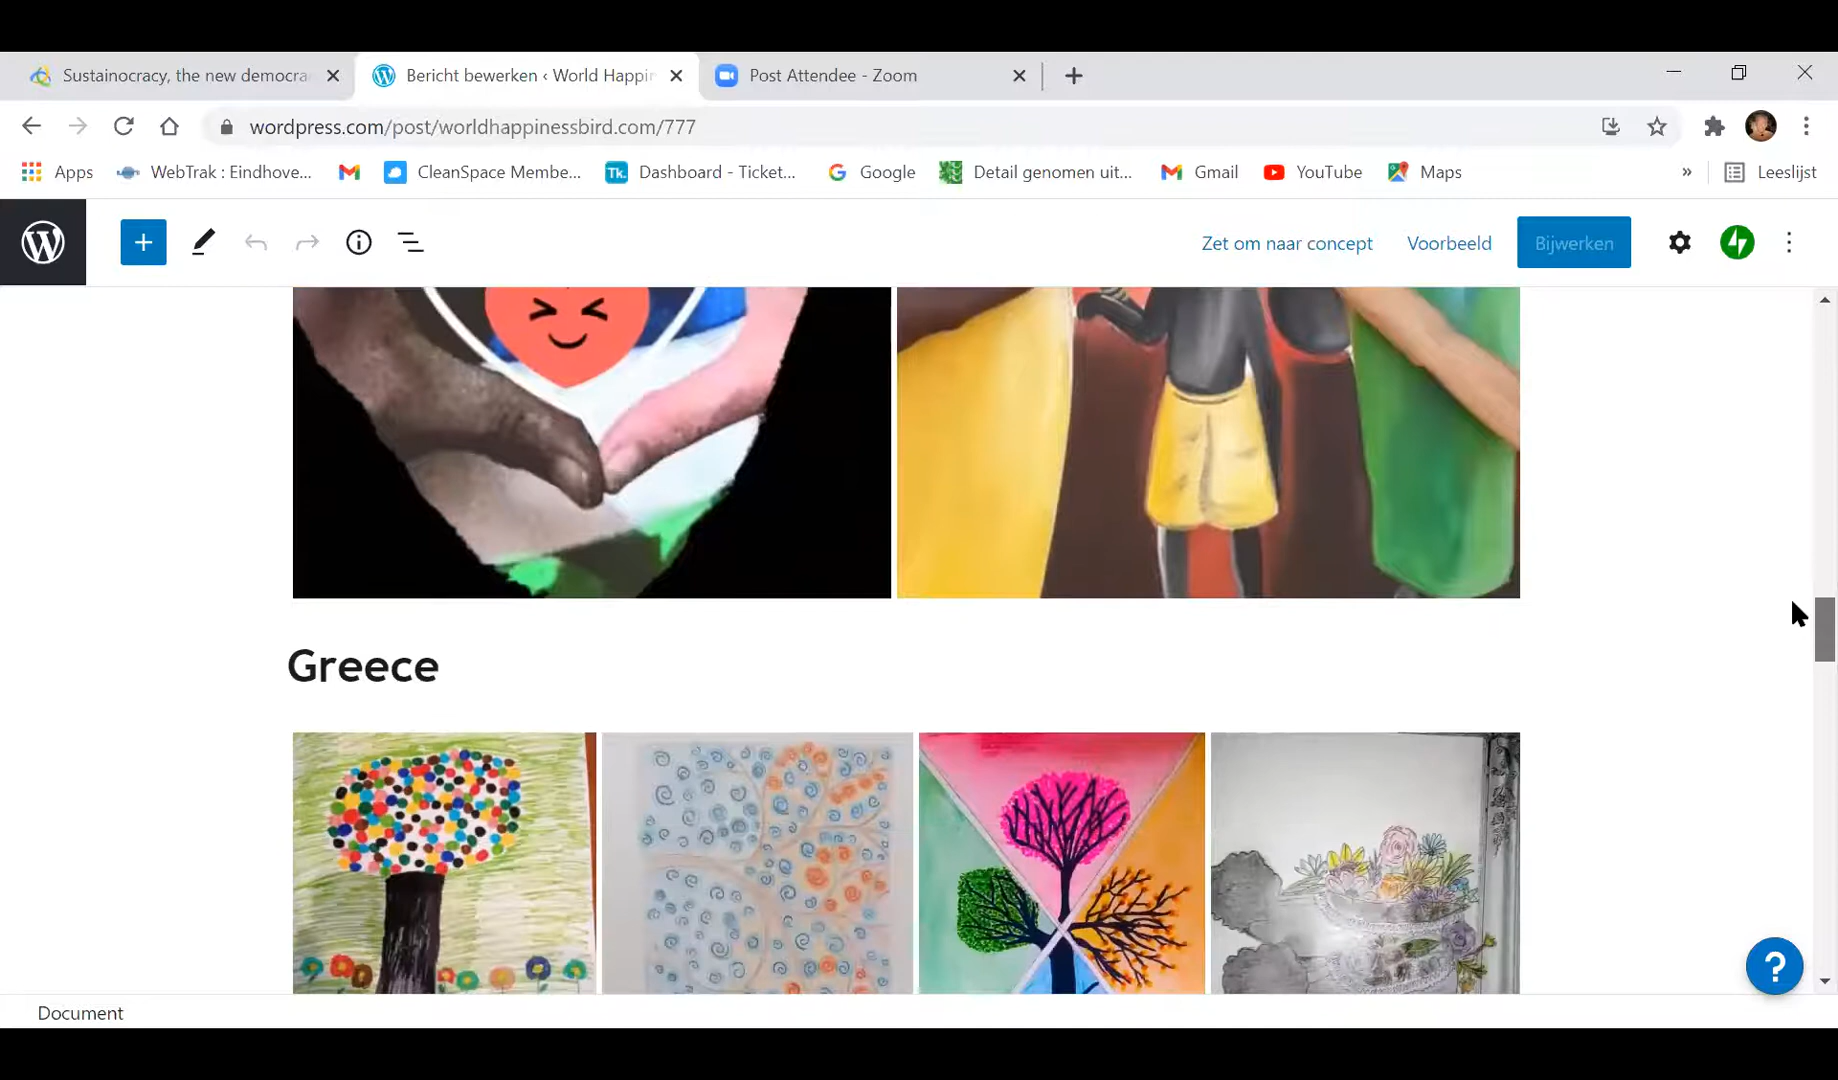 Sustainocracy, the new democra
Bericht bewerken ‹ World Happin
Post Attendee - Zoom
wordpress.com/post/worldhappinessbird.com/777
Apps
WebTrak : Eindhove...
CleanSpace Membe...
Tk.
Dashboard - Ticket...
Google
Detail genomen uit...
Gmail
YouTube
Maps
»
Leeslijst
Zet om naar concept
Voorbeeld
Bijwerken
Greece
Document